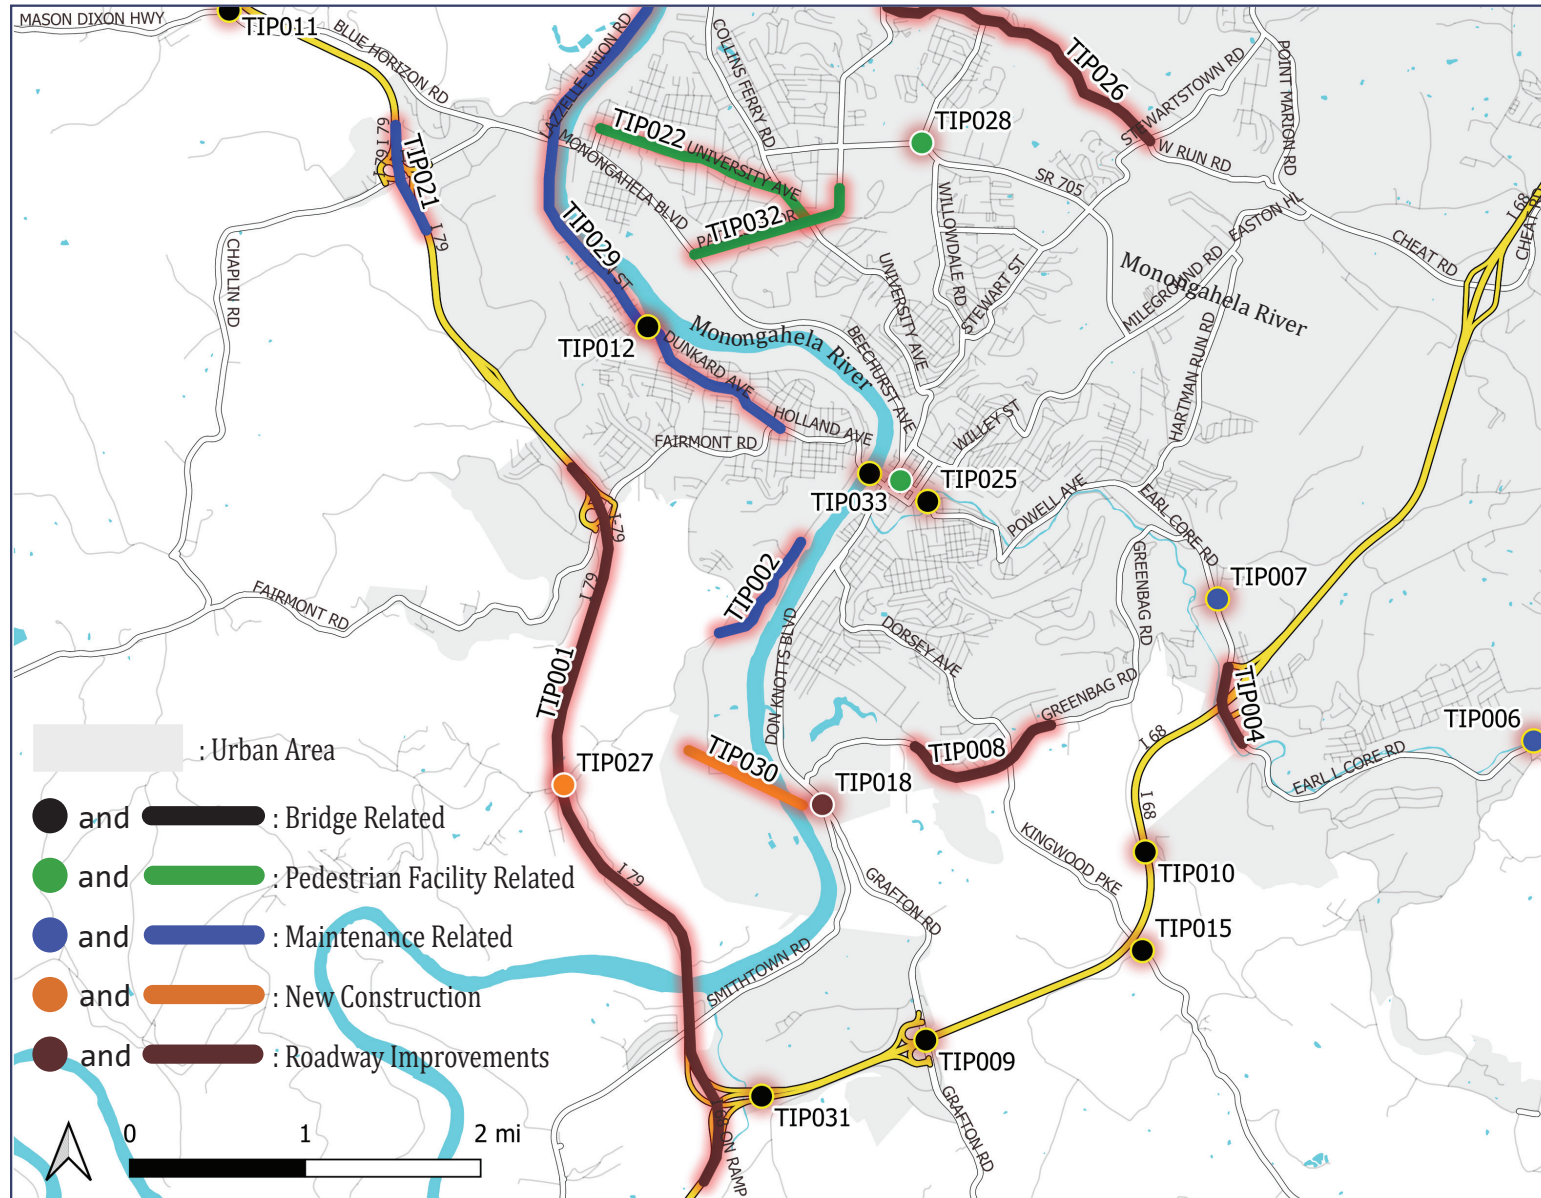 MASON DIXON HWY
TIP011
BLUE HORIZON RD
LAZZELLE UNION RD
COLLINS FERRY RD
TIP026
STEWARTSTOWN RD
POINT MARION RD
TIP022
UNIVERSITY AVE
TIP028
W RUN RD
I 79
I 79
TIP021
MONONGAHELA BLVD
SR 705
EASTON HL
I 68
CHEAT RD
CHEAT RD
TIP032
TIP029
ST
I 79
CHAPLIN RD
WILLOWDALE RD
STEWART ST
UNIVERSITY AVE
MILEGROUND RD
Monongahela River
HARTMAN RUN RD
TIP012
Monongahela River
DUNKARD AVE
BEECHURST AVE
HOLLAND AVE
WILLEY ST
FAIRMONT RD
TIP025
TIP033
POWELL AVE
EARL CORE RD
GREENBAG RD
I 79
I 79
FAIRMONT RD
TIP002
TIP007
DORSEY AVE
DON KNOTTS BLVD
TIP001
GREENBAG RD
TIP004
TIP006
TIP008
I 68
EARL L CORE RD
TIP030
TIP027
TIP018
I 68
: Urban Area
and : Bridge Related
and : Pedestrian Facility Related
and : Maintenance Related
and : New Construction
and : Roadway Improvements
I 79
KINGWOOD PKE
TIP010
GRAFTON RD
TIP015
SMITHTOWN RD
TIP009
TIP031
I 68 ON RAMP
GRAFTON RD
0 1 2 mi